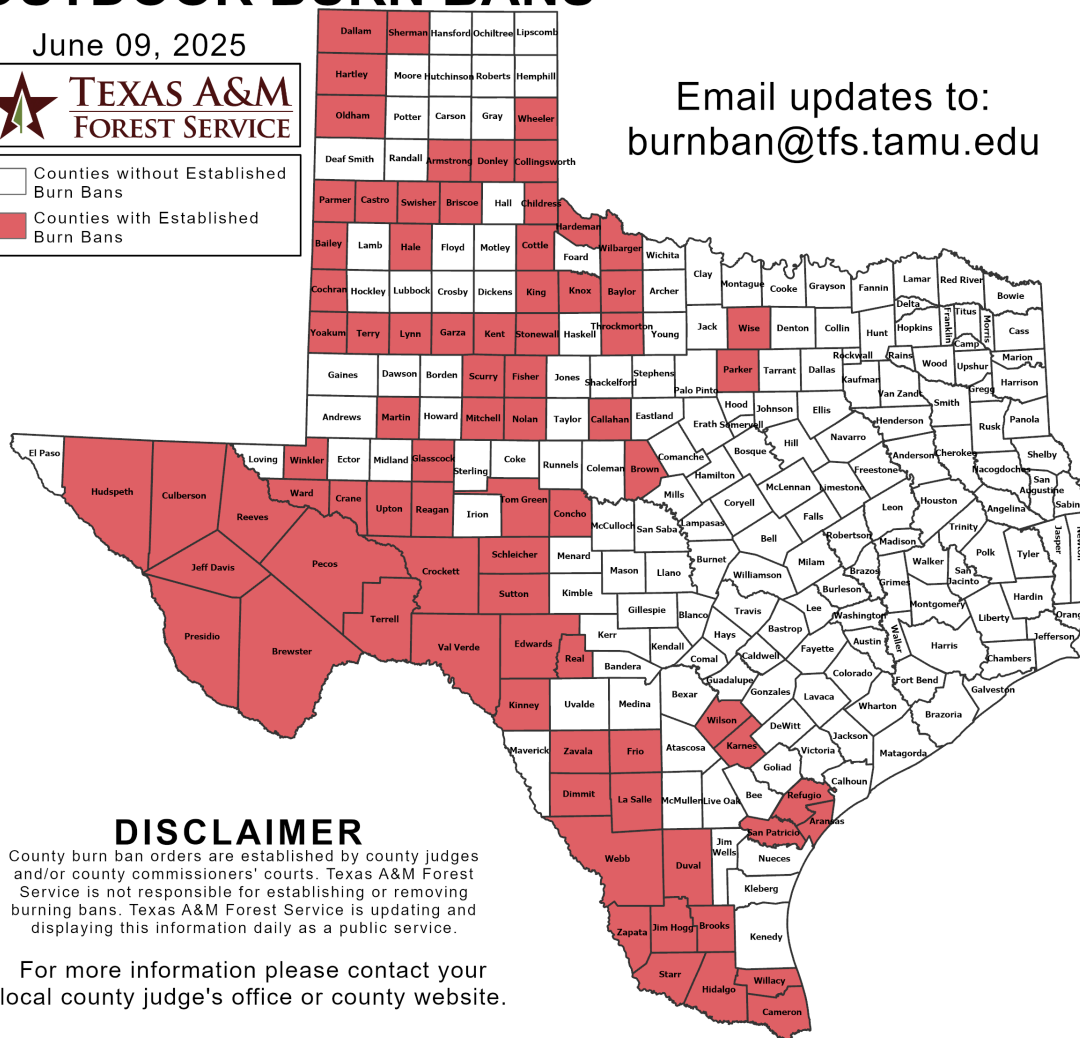 OUTDOOR BURN BANS
June 09, 2025
TEXAS A&M
FOREST SERVICE
Counties without Established
Burn Bans
Counties with Established
Burn Bans
Email updates to:
burnban@tfs.tamu.edu
Dallam Sherman Hansford Ochiltree Lipscomb
Hartley Moore Hutchinson Roberts Hemphill
Oldham Potter Carson Gray Wheeler
Deaf Smith Randall Armstrong Donley Collingsworth
Parmer Castro Swisher Briscoe Hall Childress
Hardeman
Bailey Lamb Hale Floyd Motley Cottle Foard Wilbarger Wichita
Clay Montague Cooke Grayson Fannin Lamar Red River Bowie
Cochran Hockley Lubbock Crosby Dickens King Knox Baylor Archer
Delta Titus Franklin Morris
Yoakum Terry Lynn Garza Kent Stonewall Haskell Throckmorton Young Jack Wise Denton Collin Hunt Hopkins Camp Cass
Rockwall Rains Wood Upshur Marion
Gaines Dawson Borden Scurry Fisher Jones Shackelford Stephens Palo Pinto Parker Tarrant Dallas Kaufman Van Zandt Gregg Harrison
Andrews Martin Howard Mitchell Nolan Taylor Callahan Eastland Erath Hood Somervell Johnson Ellis Henderson Smith Rusk Panola
El Paso Loving Winkler Ector Midland Glasscock Sterling Coke Runnels Coleman Brown Comanche Bosque Hill Navarro Anderson Cherokee Shelby
Hudspeth Culberson Reeves Ward Crane Upton Reagan Irion Tom Green Concho Mills Hamilton McLennan Limestone Freestone Nacogdoches San Augustine Sabin
McCulloch San Saba Lampasas Coryell Falls Leon Houston Angelina
Jeff Davis Pecos Crockett Schleicher Menard Bell Robertson Madison Trinity Polk Tyler Jasper Newton
Sutton Mason Llano Burnet Williamson Milam Brazos Grimes Walker San Jacinto Hardin
Presidio Brewster Terrell Val Verde Edwards Kimble Gillespie Blanco Travis Lee Burleson Washington Montgomery Liberty Orang
Real Kerr Kendall Hays Bastrop Fayette Austin Waller Harris Jefferson
Bandera Comal Caldwell Colorado Fort Bend Chambers
Kinney Uvalde Medina Bexar Guadalupe Gonzales Lavaca Wharton Brazoria Galveston
Maverick Zavala Frio Atascosa Wilson Karnes DeWitt Victoria Jackson Matagorda
Dimmit La Salle McMullen Live Oak Bee Goliad Refugio Calhoun
Aransas
Webb Duval Jim Wells San Patricio Nueces
Kleberg
Zapata Jim Hogg Brooks Kenedy
Starr Hidalgo Willacy
Cameron
DISCLAIMER
County burn ban orders are established by county judges
and/or county commissioners' courts. Texas A&M Forest
Service is not responsible for establishing or removing
burning bans. Texas A&M Forest Service is updating and
displaying this information daily as a public service.
For more information please contact your
local county judge's office or county website.